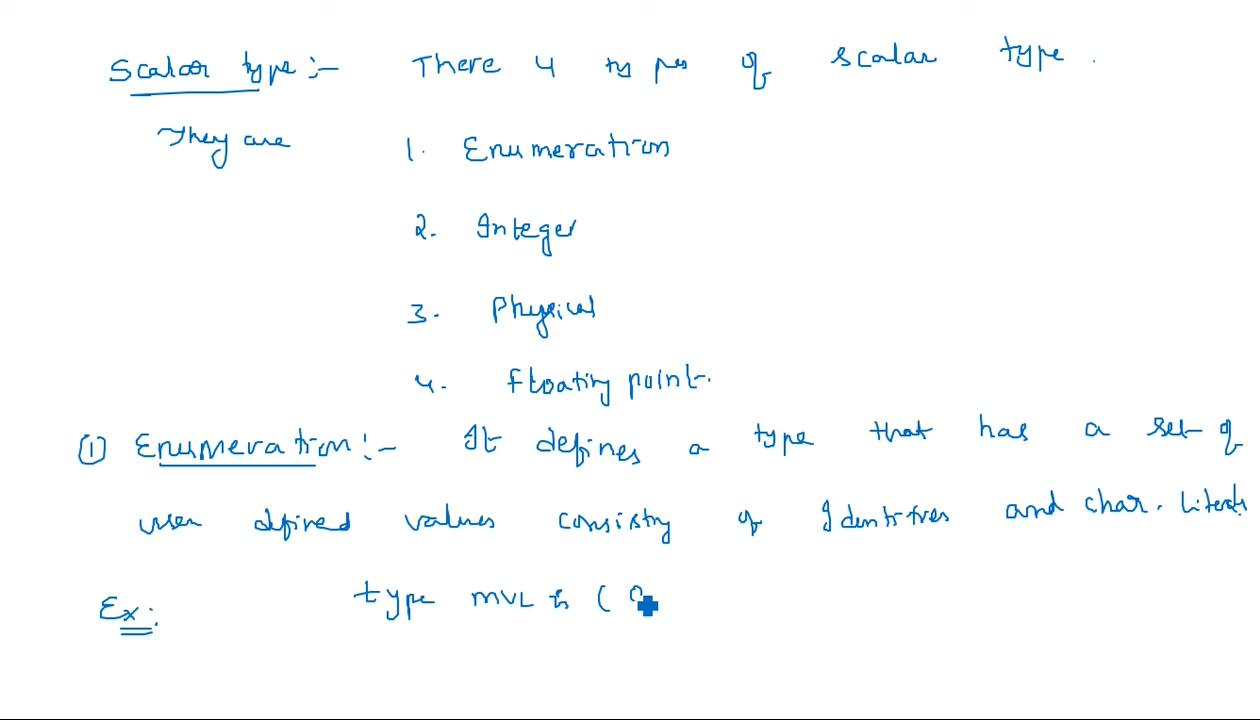 Scalar type :- There 4 types of scalar type.
They are 1. Enumeration
2. Integer
3. Physical
4. Floating point.
① Enumeration :- It defines a type that has a set of
user defined values consisting of Identifiers and char. literals
Ex: type MVL is (